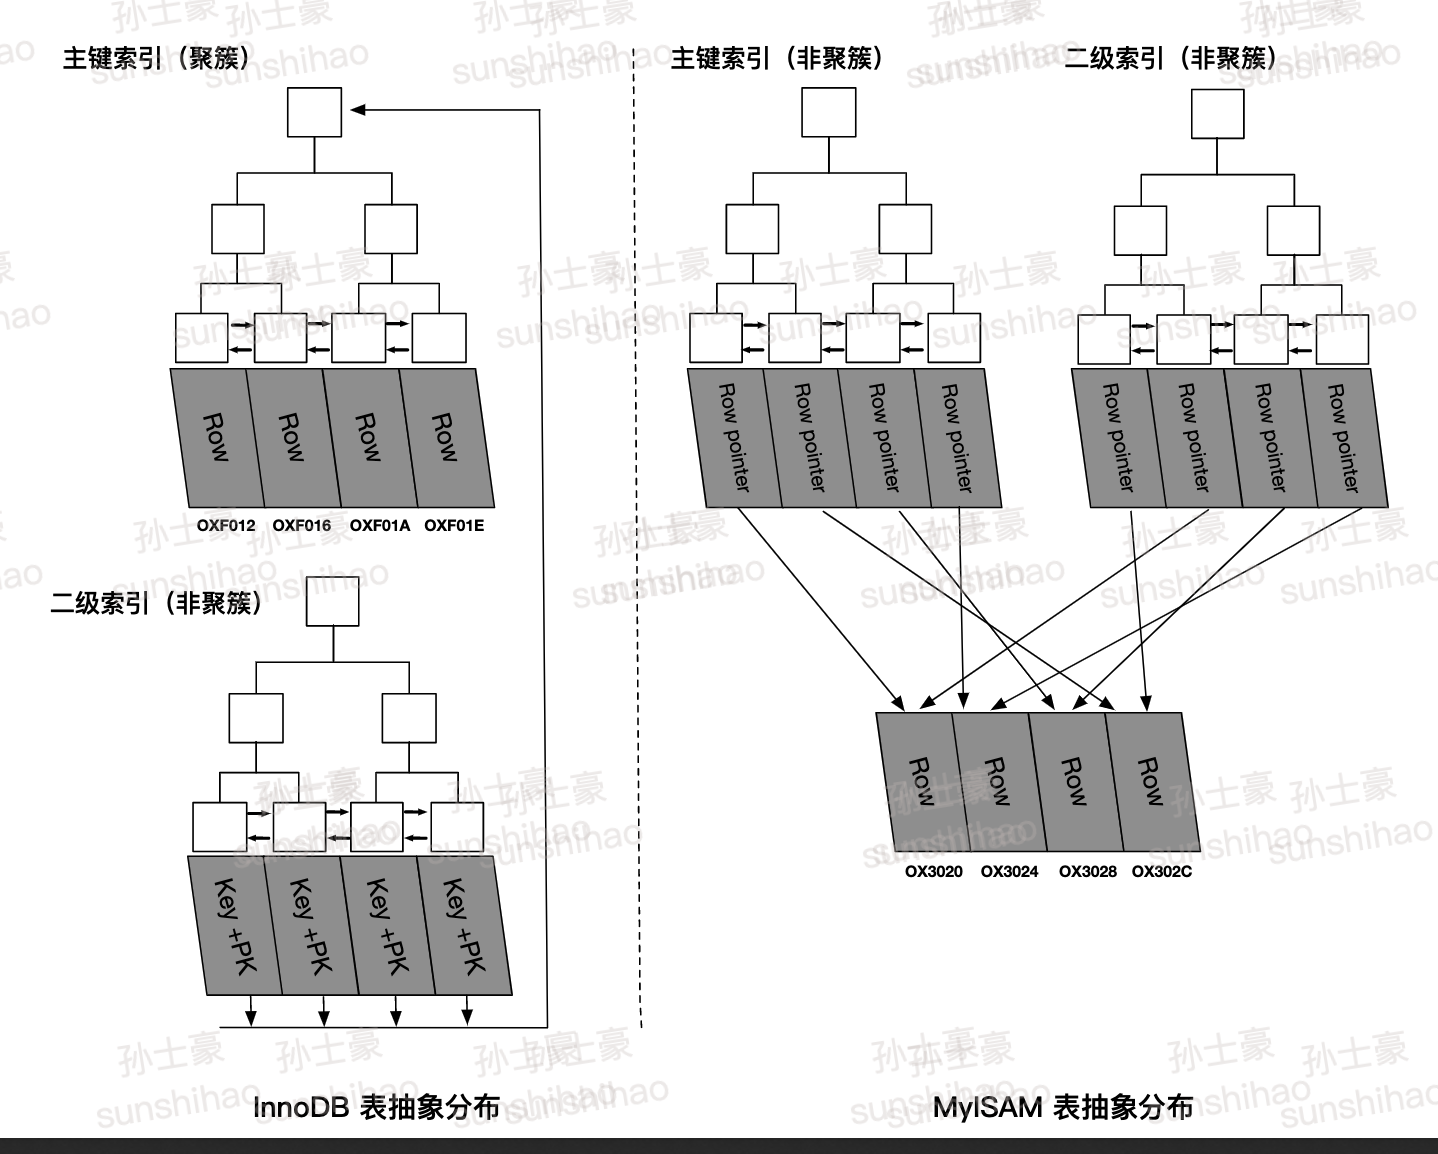 主键索引（聚簇）
OXF012 OXF016 OXF01A OXF01E
Row Row Row Row
二级索引（非聚簇）
Key +PK Key +PK Key +PK Key +PK
InnoDB 表抽象分布
主键索引（非聚簇）
二级索引（非聚簇）
Row pointer Row pointer Row pointer Row pointer
Row pointer Row pointer Row pointer Row pointer
Row Row Row Row
OX3020 OX3024 OX3028 OX302C
MyISAM 表抽象分布
孙士豪
sunshihao